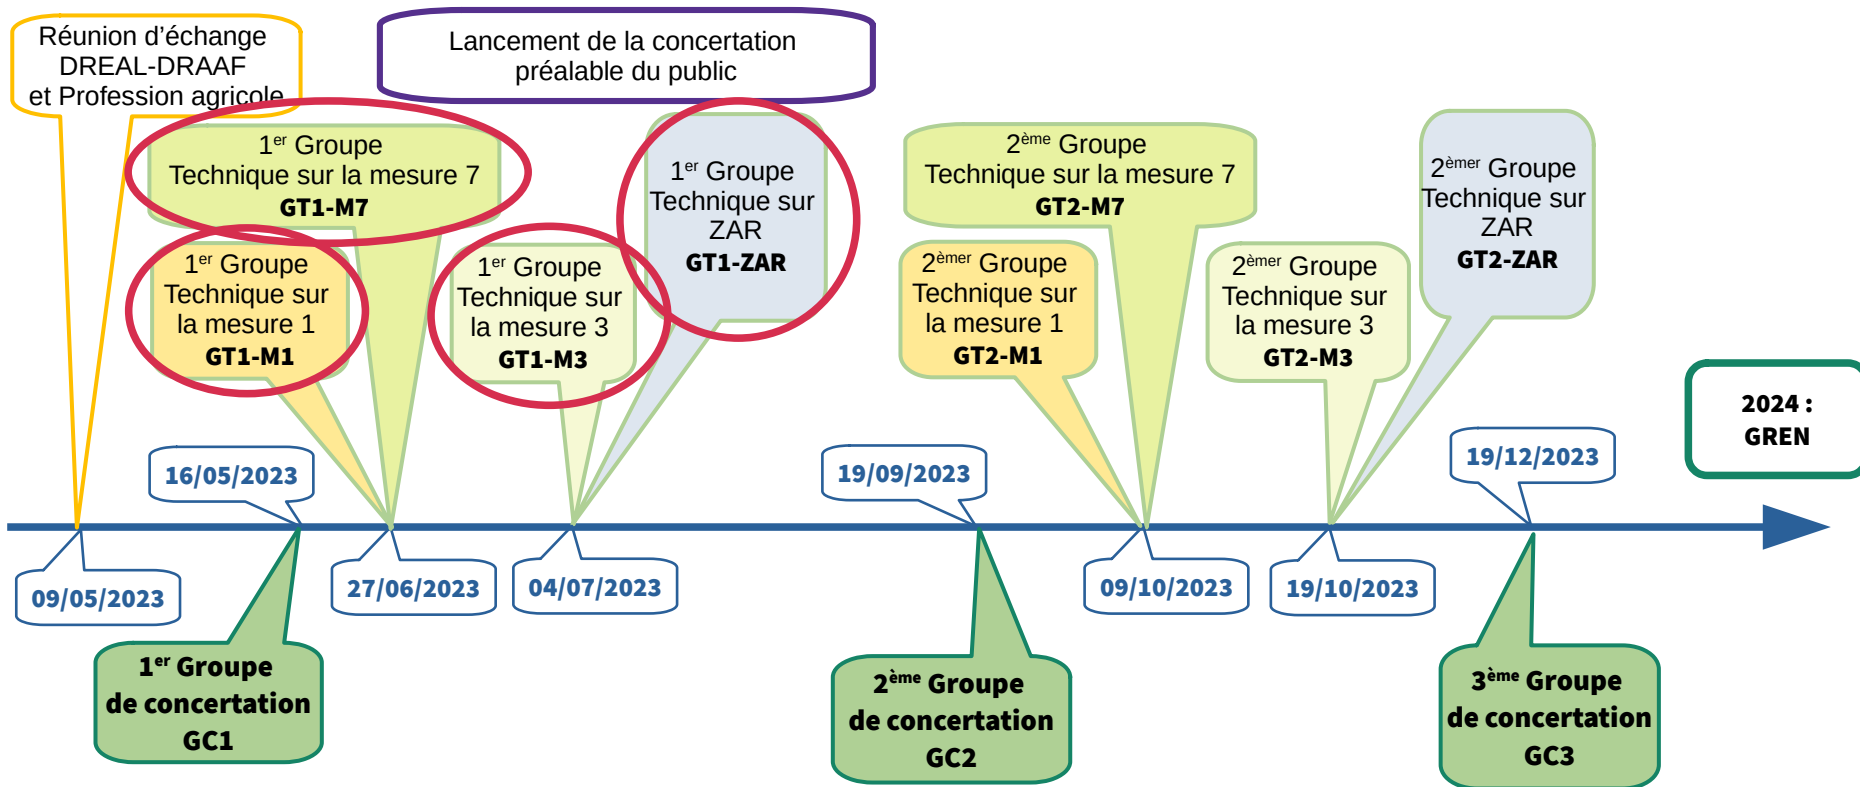 Réunion d’échange
DREAL-DRAAF
et Profession agricole
Lancement de la concertation
préalable du public
1er Groupe
Technique sur la mesure 7
GT1-M7
1er Groupe
Technique sur
la mesure 1
GT1-M1
1er Groupe
Technique sur
la mesure 3
GT1-M3
1er Groupe
Technique sur
ZAR
GT1-ZAR
2ème Groupe
Technique sur la mesure 7
GT2-M7
2èmer Groupe
Technique sur
la mesure 1
GT2-M1
2èmer Groupe
Technique sur
la mesure 3
GT2-M3
2èmer Groupe
Technique sur
ZAR
GT2-ZAR
2024 :
GREN
16/05/2023
19/09/2023
19/12/2023
09/05/2023
27/06/2023
04/07/2023
09/10/2023
19/10/2023
1er Groupe
de concertation
GC1
2ème Groupe
de concertation
GC2
3ème Groupe
de concertation
GC3